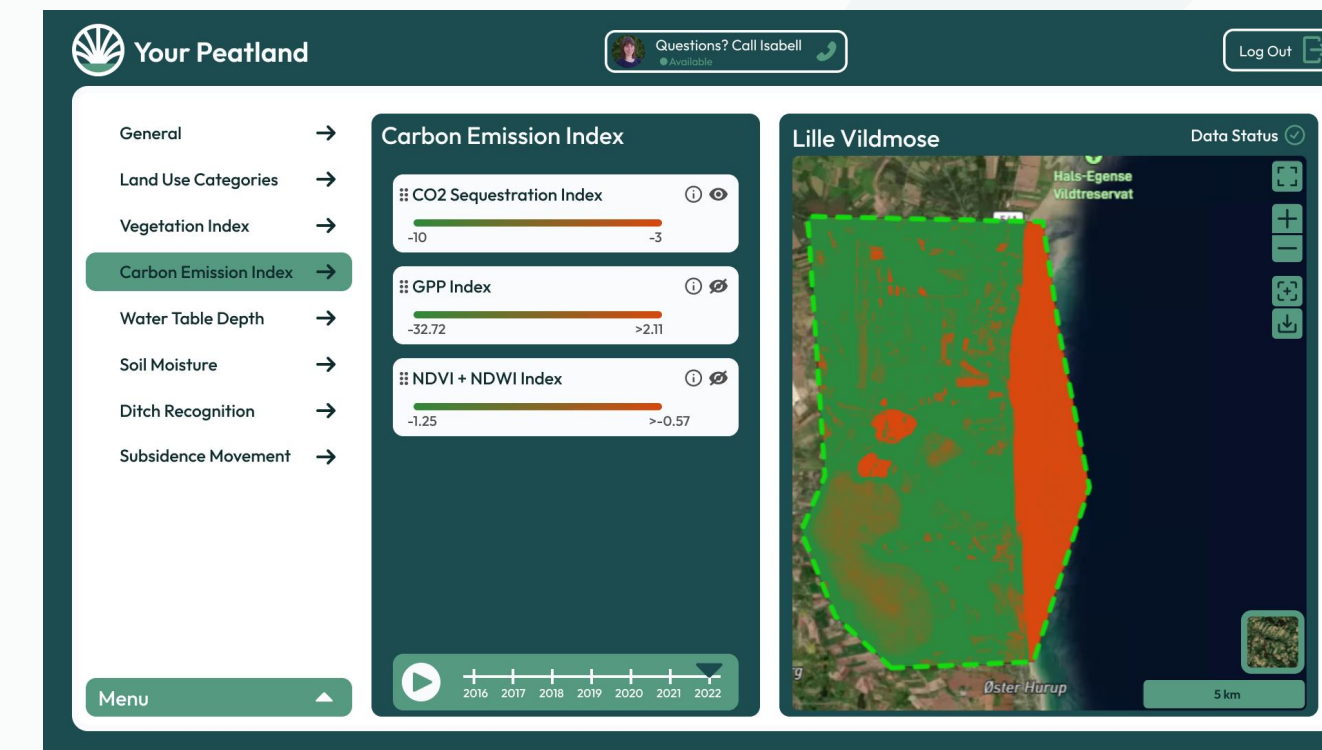 Your Peatland
Questions? Call Isabell
Available
Log Out
General
Land Use Categories
Vegetation Index
Carbon Emission Index
Water Table Depth
Soil Moisture
Ditch Recognition
Subsidence Movement
Menu
Carbon Emission Index
CO2 Sequestration Index
-10 -3
GPP Index
-32.72 >2.11
NDVI + NDWI Index
-1.25 >-0.57
2016 2017 2018 2019 2020 2021 2022
Lille Vildmose
Data Status
Hals-Egense
Vildtreservat
Øster Hurup
5 km